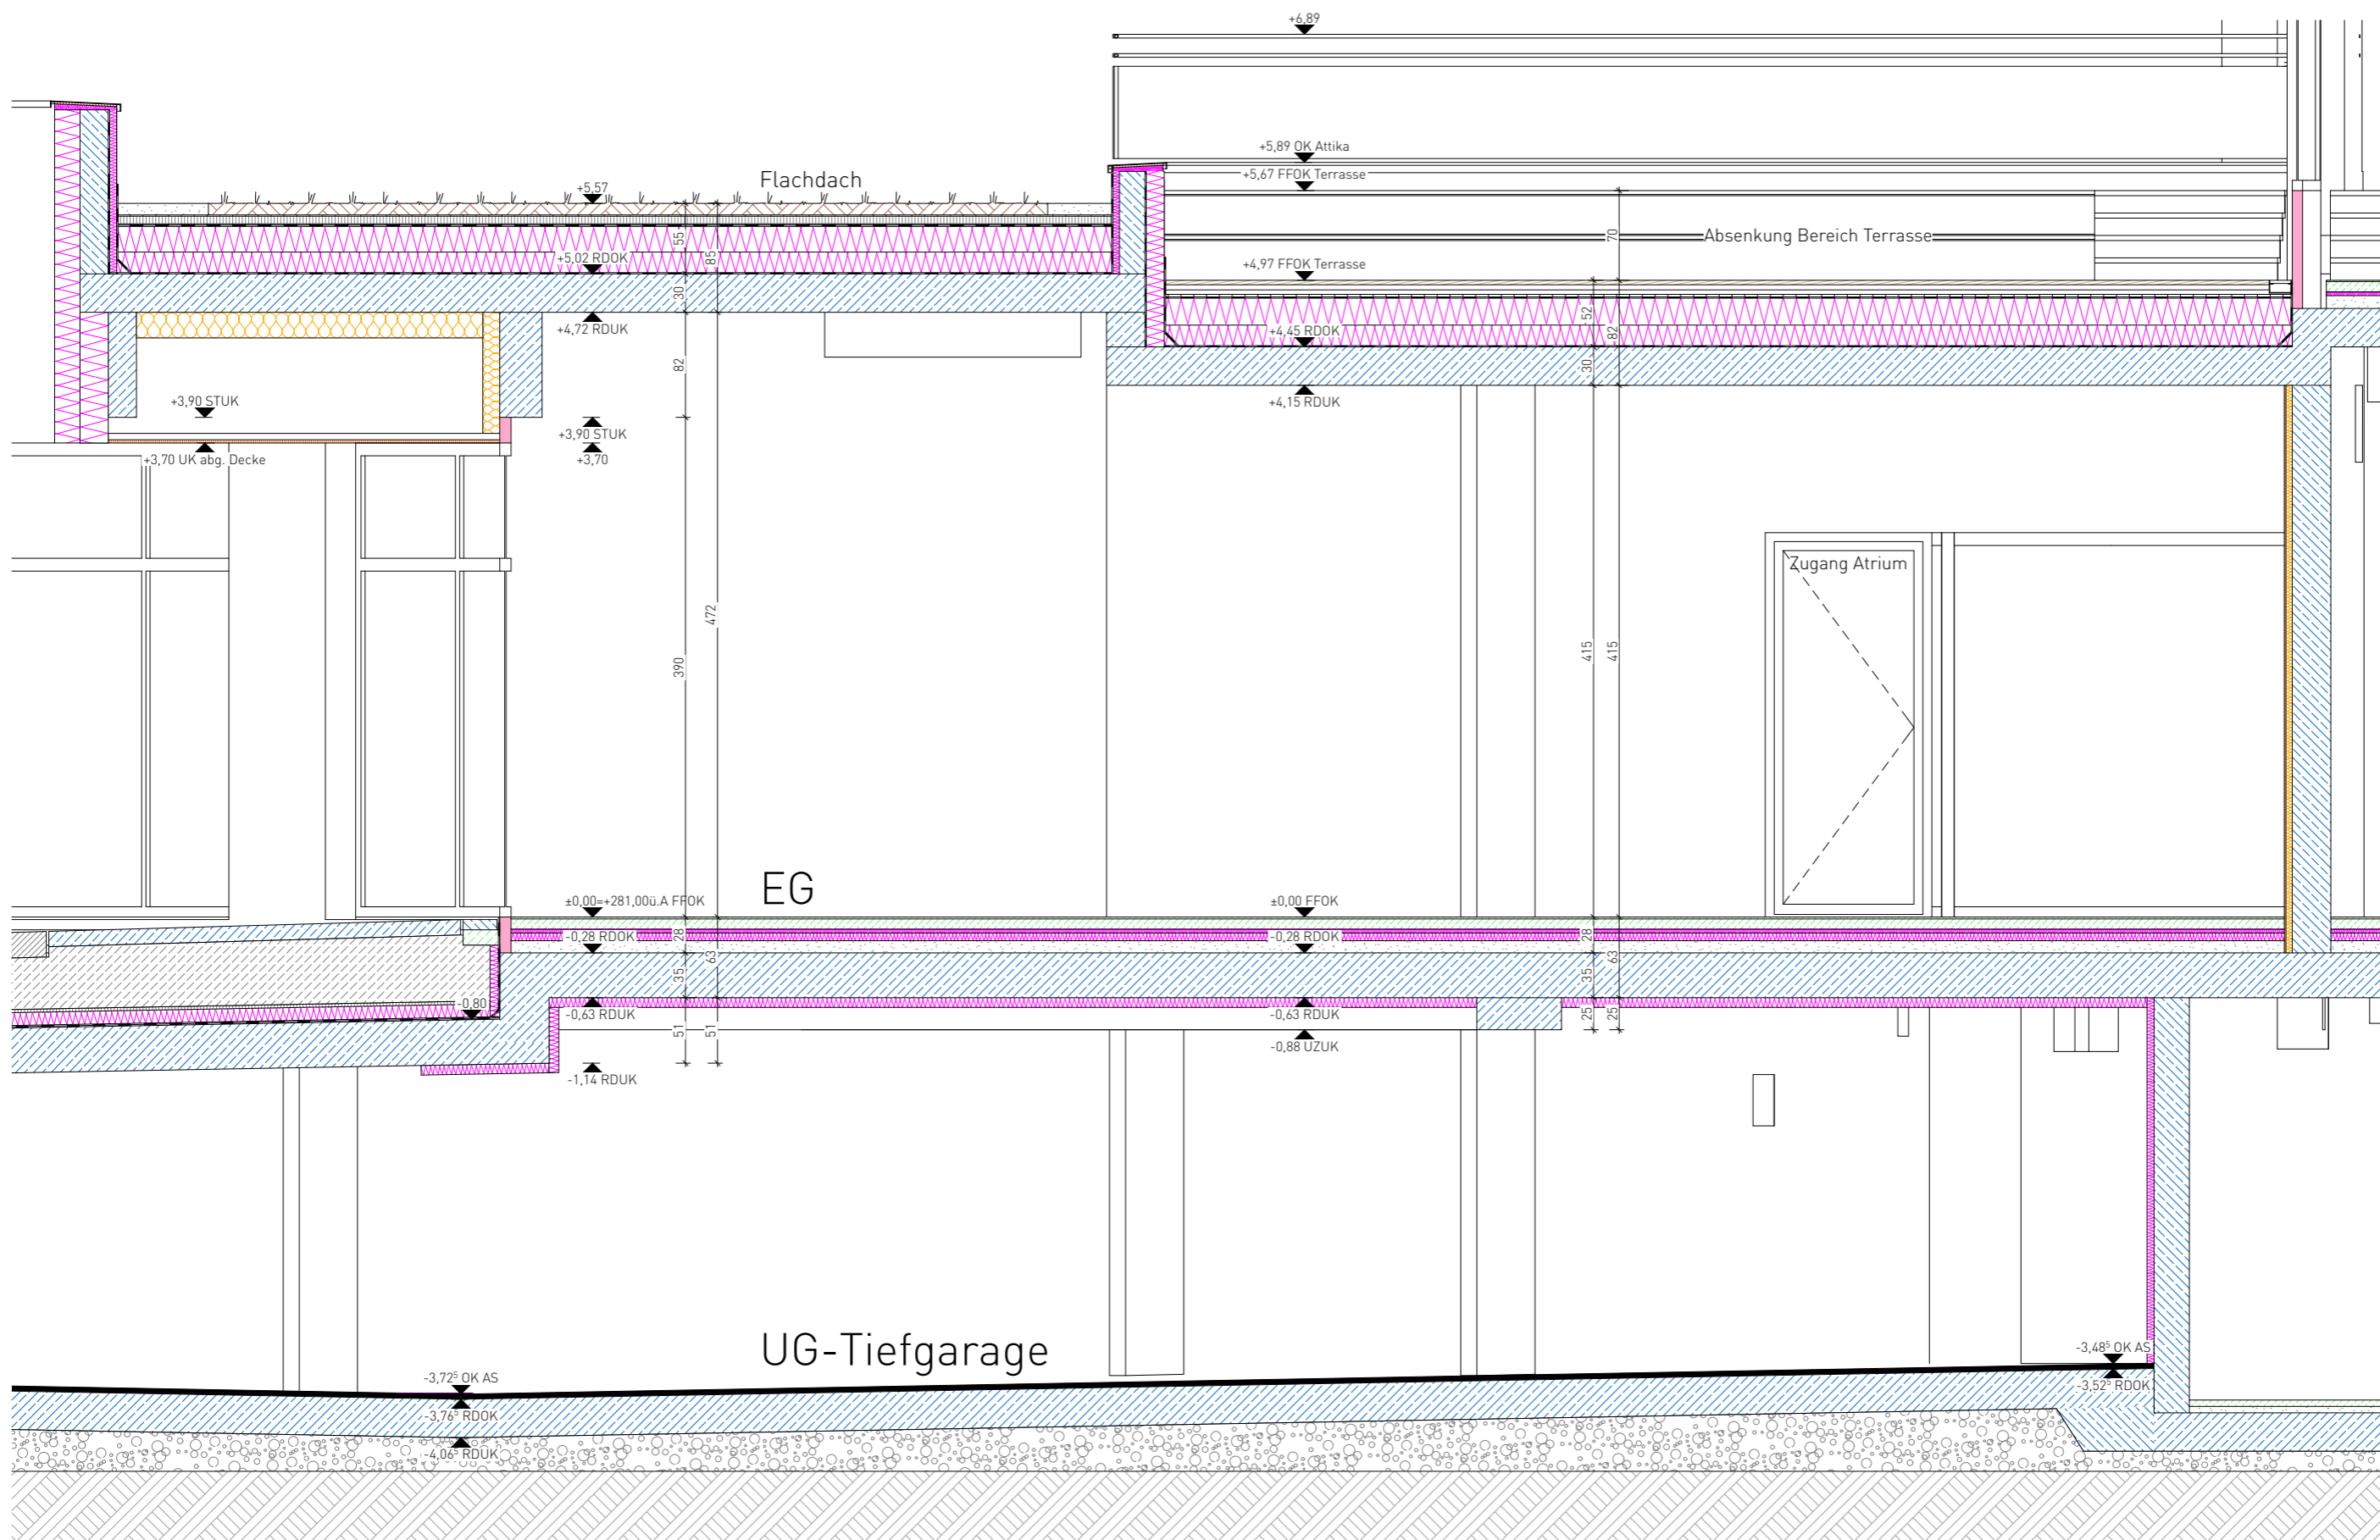 +6,89
+5,89 OK Attika
+5,67 FFOK Terrasse
Flachdach
+5,57
55
85
70
Absenkung Bereich Terrasse
+5,02 RDOK
+4,97 FFOK Terrasse
30
52
82
+4,72 RDUK
+4,45 RDOK
82
30
+3,90 STUK
+4,15 RDUK
+3,90 STUK
+3,70 UK abg. Decke
+3,70
Zugang Atrium
472
390
415
415
EG
±0,00=+281,00ü.A FFOK
±0,00 FFOK
-0,28 RDOK
28
-0,28 RDOK
28
63
63
35
35
-0,80
-0,63 RDUK
-0,63 RDUK
25
25
51
51
-0,88 UZUK
-1,14 RDUK
UG-Tiefgarage
-3,72⁵ OK AS
-3,48⁵ OK AS
-3,76⁵ RDOK
-3,52⁵ RDOK
-4,06⁵ RDUK